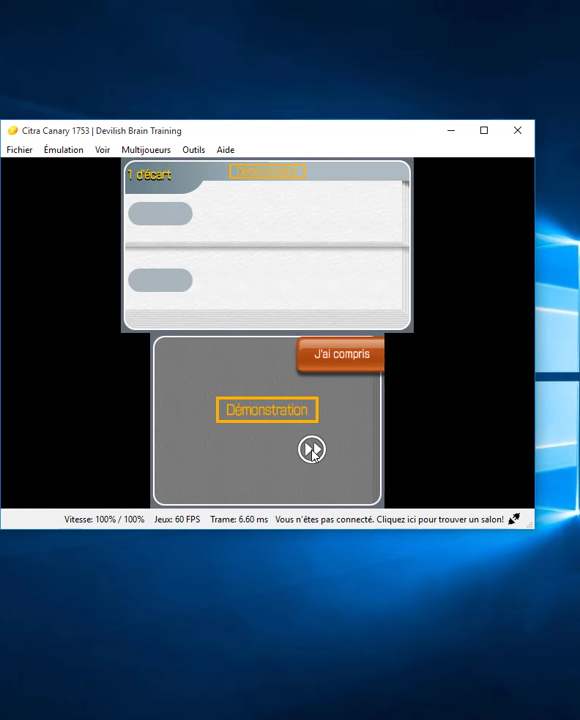 Citra Canary 1753 | Devilish Brain Training
Fichier Émulation Voir Multijoueurs Outils Aide
1 d'écart
Démonstration
J'ai compris
Démonstration
Vitesse: 100% / 100% Jeux: 60 FPS Trame: 6.60 ms Vous n'êtes pas connecté. Cliquez ici pour trouver un salon!